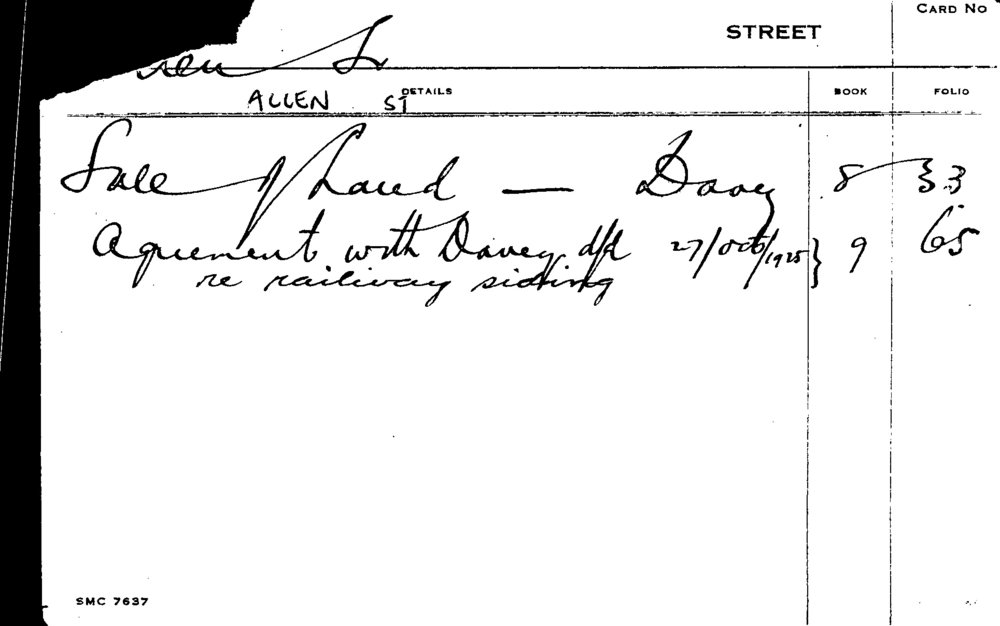 CARD NO
STREET
St
DETAILS BOOK FOLIO
ALLEN ST
Sale of Land — Davey 8 33
Agreement with Davey dd 27/Oct/1925 } 9 65
re railway siding
SMC 7637